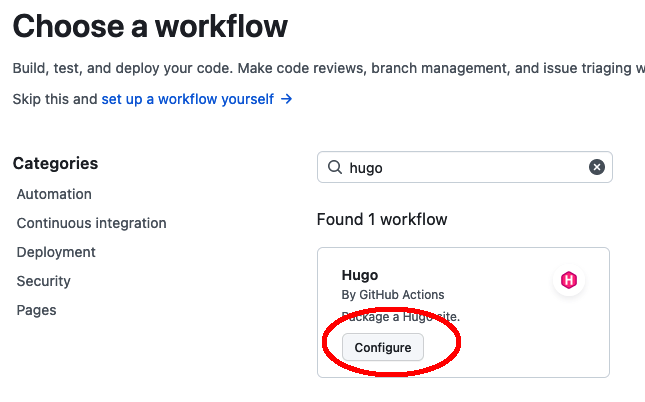 Choose a workflow
Build, test, and deploy your code. Make code reviews, branch management, and issue triaging w
Skip this and set up a workflow yourself →
Categories
Automation
Continuous integration
Deployment
Security
Pages
hugo
Found 1 workflow
Hugo
By GitHub Actions
Package a Hugo site.
Configure